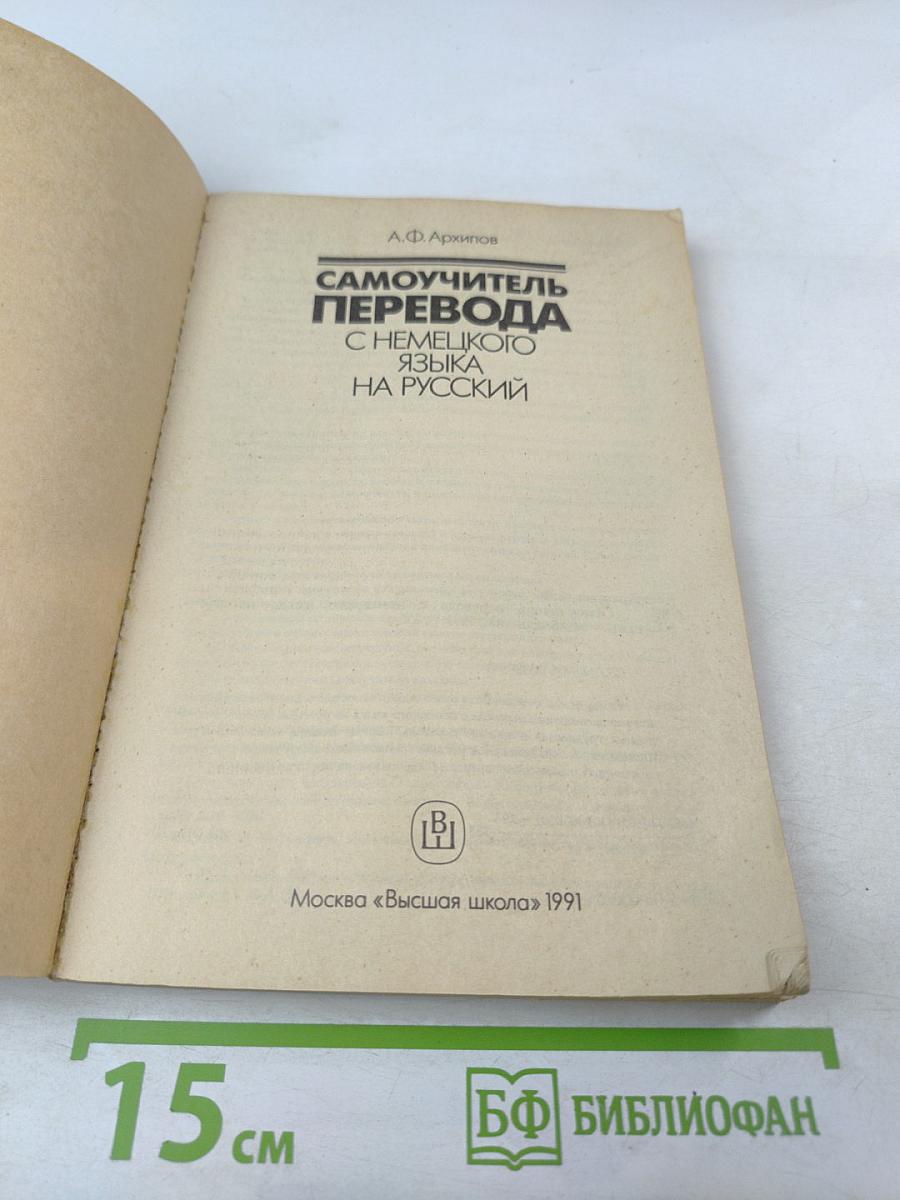 А.Ф. Архипов
САМОУЧИТЕЛЬ
ПЕРЕВОДА
С НЕМЕЦКОГО
ЯЗЫКА
НА РУССКИЙ
ВШ
Москва «Высшая школа» 1991
15 см
БФ БИБЛИОФАН